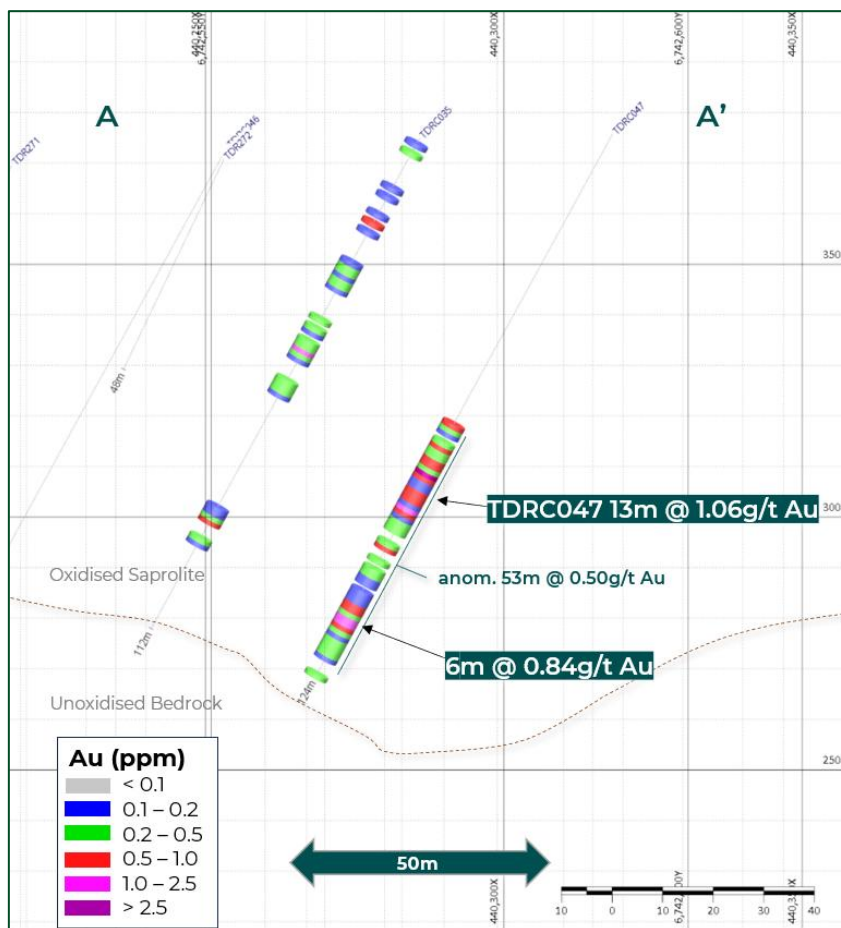 440,250X
6,742,550Y
440,300X
6,742,600Y
440,350X
A
A'
TDR271
TDRC046
TDR272
TDRC035
TDRC047
350
48m
300
TDRC047 13m @ 1.06g/t Au
anom. 53m @ 0.50g/t Au
Oxidised Saprolite
112m
6m @ 0.84g/t Au
124m
Unoxidised Bedrock
250
Au (ppm)
< 0.1
0.1 – 0.2
0.2 – 0.5
0.5 – 1.0
1.0 – 2.5
> 2.5
50m
440,300X
440,350X
10 0 10 20 30 40